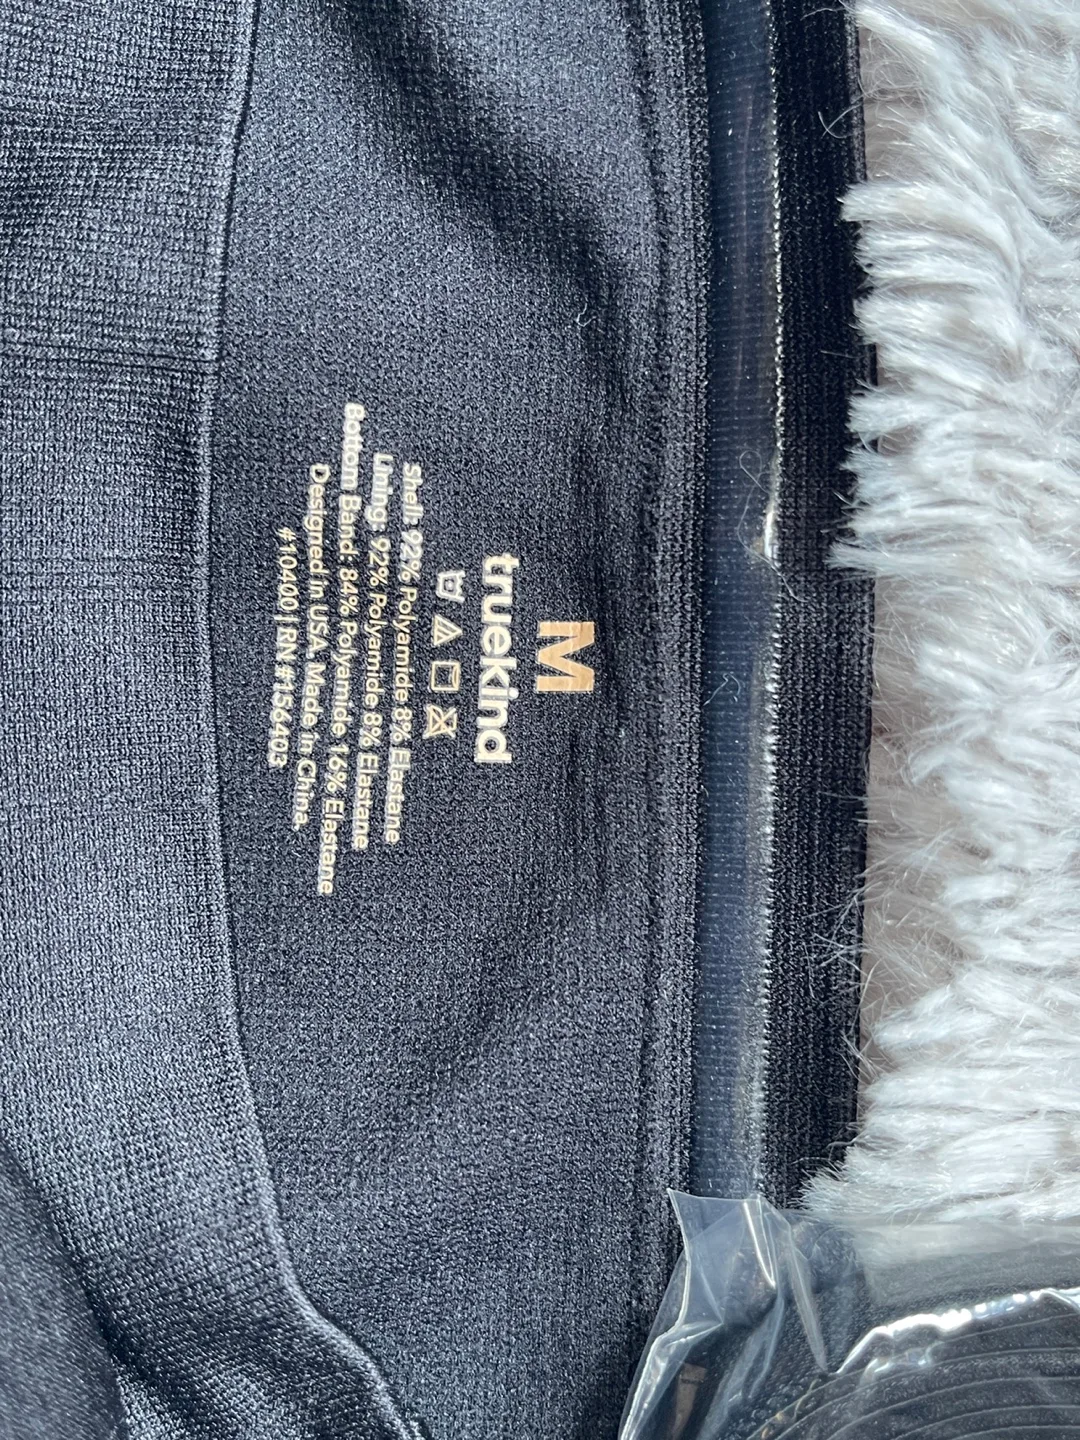 M
truekind
Shell: 92% Polyamide 8% Elastane
Lining: 92% Polyamide 8% Elastane
Bottom Band: 84% Polyamide, 16% Elastane
Designed in USA, Made in China.
#10400 | RN #156403